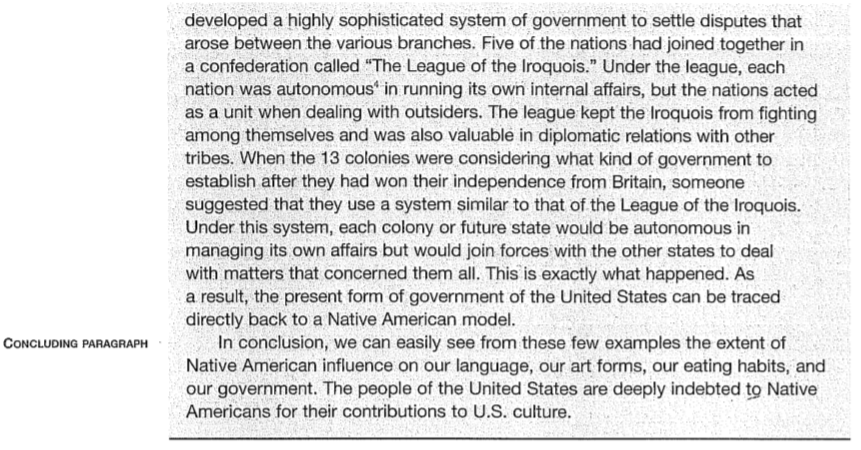 developed a highly sophisticated system of government to settle disputes that
arose between the various branches. Five of the nations had joined together in
a confederation called “The League of the Iroquois.” Under the league, each
nation was autonomous⁴ in running its own internal affairs, but the nations acted
as a unit when dealing with outsiders. The league kept the Iroquois from fighting
among themselves and was also valuable in diplomatic relations with other
tribes. When the 13 colonies were considering what kind of government to
establish after they had won their independence from Britain, someone
suggested that they use a system similar to that of the League of the Iroquois.
Under this system, each colony or future state would be autonomous in
managing its own affairs but would join forces with the other states to deal
with matters that concerned them all. This is exactly what happened. As
a result, the present form of government of the United States can be traced
directly back to a Native American model.
CONCLUDING PARAGRAPH In conclusion, we can easily see from these few examples the extent of
Native American influence on our language, our art forms, our eating habits, and
our government. The people of the United States are deeply indebted to Native
Americans for their contributions to U.S. culture.